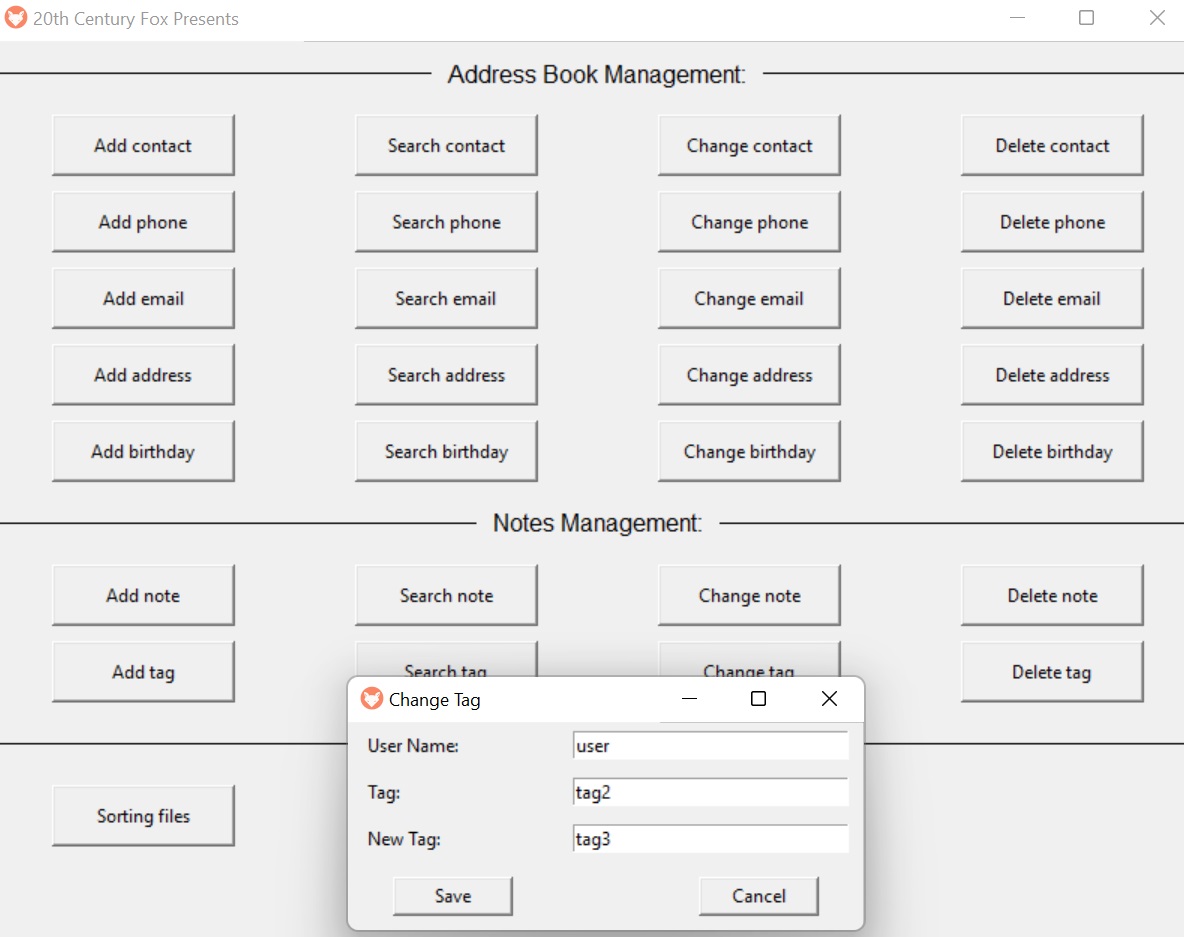 20th Century Fox Presents
Address Book Management:
Add contact Search contact Change contact Delete contact
Add phone Search phone Change phone Delete phone
Add email Search email Change email Delete email
Add address Search address Change address Delete address
Add birthday Search birthday Change birthday Delete birthday
Notes Management:
Add note Search note Change note Delete note
Add tag Search tag Change tag Delete tag
Change Tag
User Name: user
Tag: tag2
New Tag: tag3
Save Cancel
Sorting files